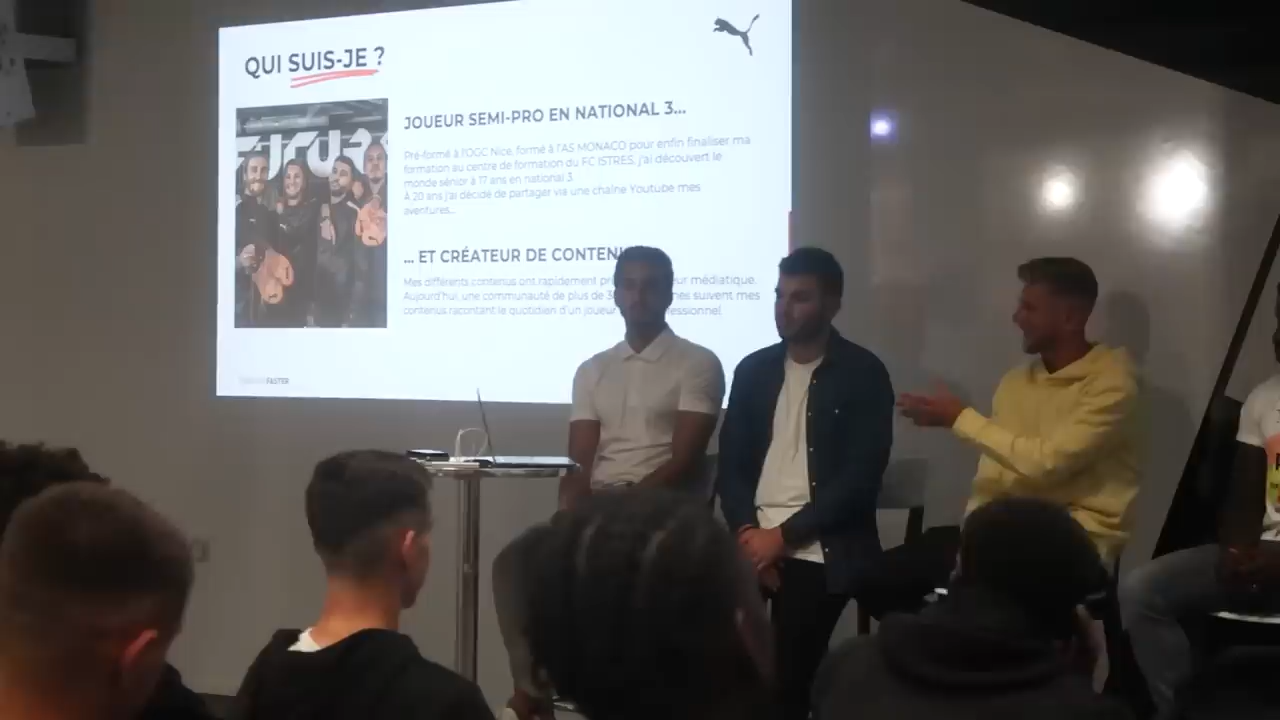 QUI SUIS-JE ?
JOUEUR SEMI-PRO EN NATIONAL 3...
Pré-formé à l'OGC Nice, formé à l'AS MONACO pour enfin finaliser ma
formation au centre de formation du FC ISTRES, j'ai découvert le
monde sénior à 17 ans en national 3.
À 20 ans j'ai décidé de partager via une chaîne Youtube mes
aventures...
... ET CRÉATEUR DE CONTEN
Mes différents contenus ont rapidement médiatique.
Aujourd'hui, une communauté de plus de suivent mes
contenus racontant le quotidien d'un joueur
FASTER